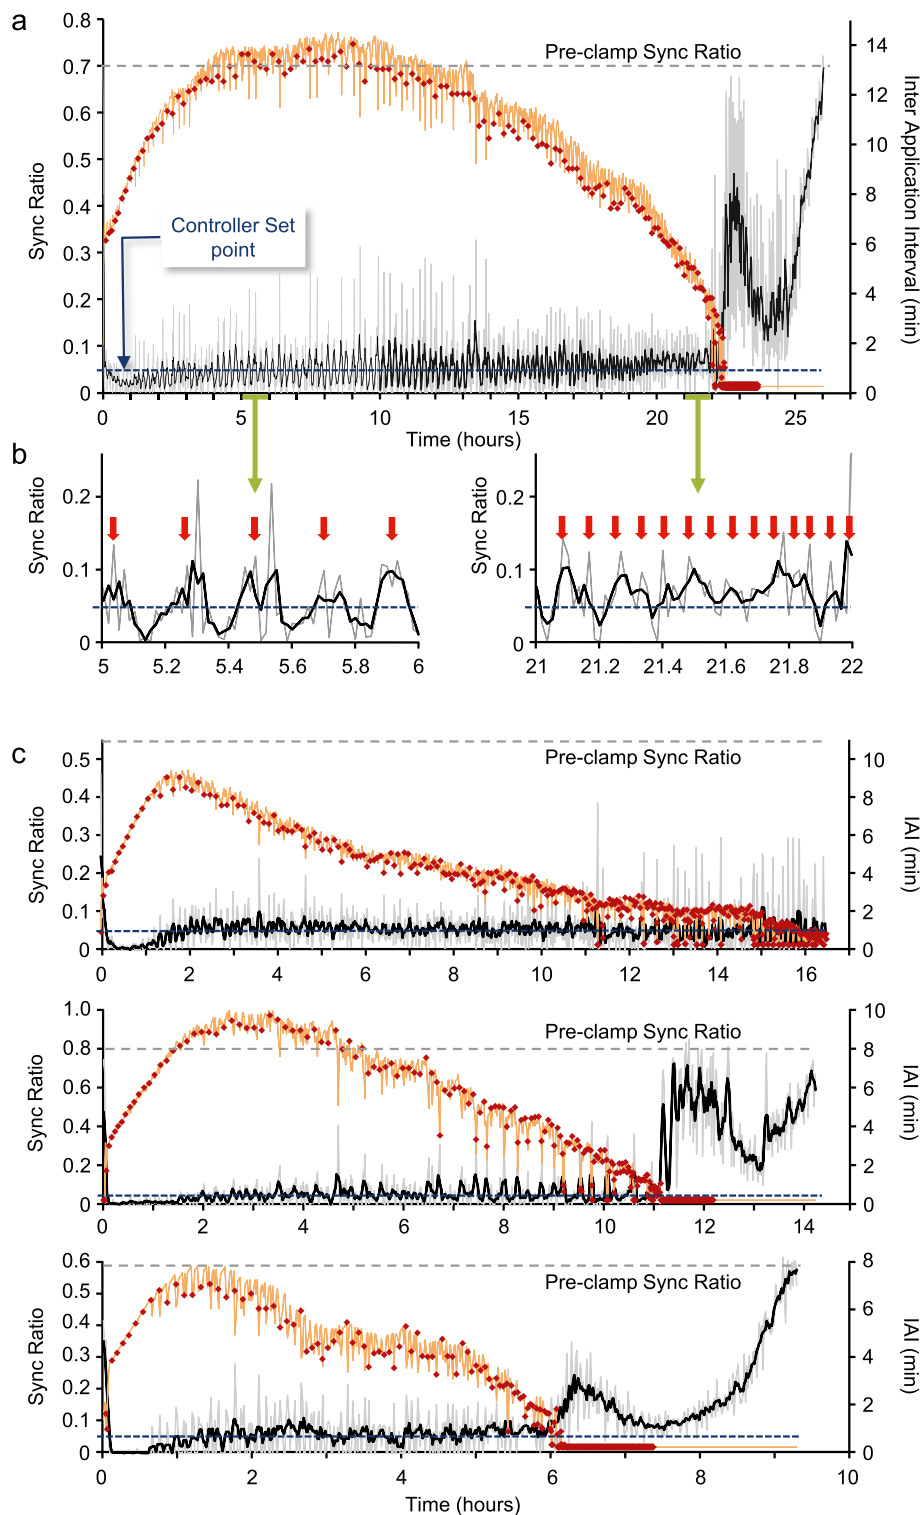 a
0.8
0.7
0.6
0.5
0.4
0.3
0.2
0.1
0
Sync Ratio
Pre-clamp Sync Ratio
Controller Set
point
14
12
10
8
6
4
2
0
Inter Application Interval (min)
0 5 10 15 20 25
Time (hours)
b
Sync Ratio
0.2
0.1
0
5 5.2 5.4 5.6 5.8 6
Sync Ratio
0.2
0.1
0
21 21.2 21.4 21.6 21.8 22
c
Sync Ratio
0.5
0.4
0.3
0.2
0.1
0
Pre-clamp Sync Ratio
10
8
6
4
2
0
IAI (min)
0 2 4 6 8 10 12 14 16
Sync Ratio
1.0
0.8
0.6
0.4
0.2
0
Pre-clamp Sync Ratio
10
8
6
4
2
0
IAI (min)
0 2 4 6 8 10 12 14
Sync Ratio
0.6
0.5
0.4
0.3
0.2
0.1
0
Pre-clamp Sync Ratio
8
6
4
2
0
IAI (min)
0 2 4 6 8 10
Time (hours)